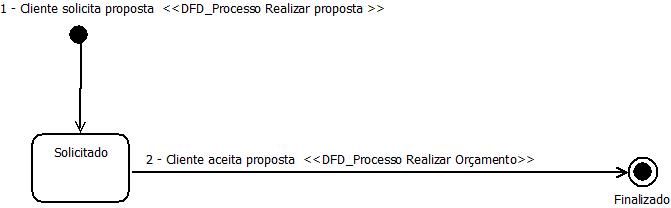 1 - Cliente solicita proposta <<DFD_Processo Realizar proposta >>
Solicitado
2 - Cliente aceita proposta <<DFD_Processo Realizar Orçamento>>
Finalizado